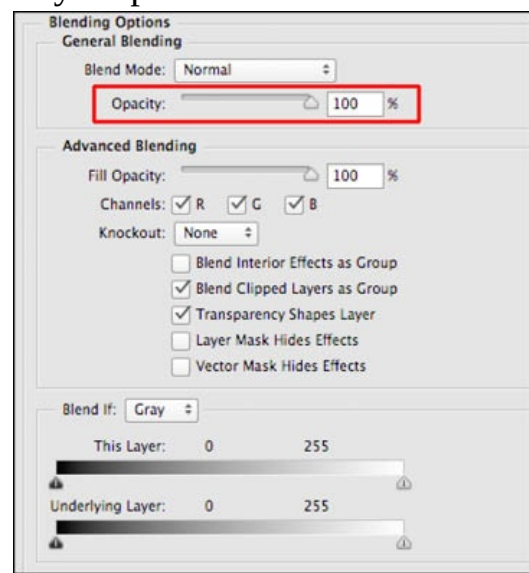 Blending Options
General Blending
Blend Mode: Normal
Opacity: 100 %
Advanced Blending
Fill Opacity: 100 %
Channels: R G B
Knockout: None
Blend Interior Effects as Group
Blend Clipped Layers as Group
Transparency Shapes Layer
Layer Mask Hides Effects
Vector Mask Hides Effects
Blend If: Gray
This Layer: 0 255
Underlying Layer: 0 255